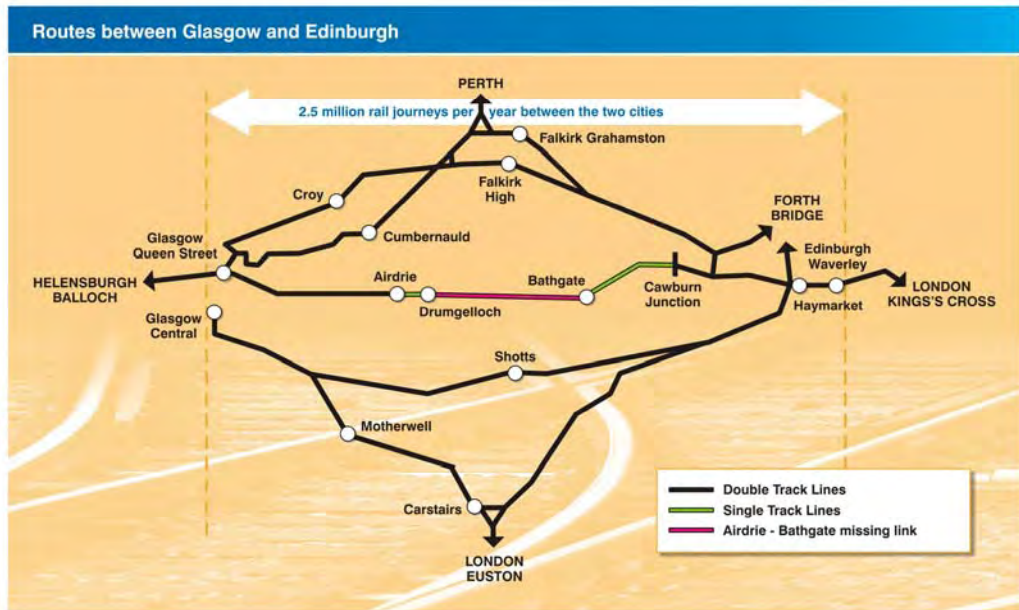 Routes between Glasgow and Edinburgh
PERTH
2.5 million rail journeys per year between the two cities
Falkirk Grahamston
Croy
Falkirk
High
FORTH
BRIDGE
Glasgow
Queen Street
Cumbernauld
Edinburgh
Waverley
HELENSBURGH
BALLOCH
Airdrie
Bathgate
Cawburn
Junction
LONDON
KINGS'S CROSS
Drumgelloch
Haymarket
Glasgow
Central
Shotts
Motherwell
Carstairs
LONDON
EUSTON
Double Track Lines
Single Track Lines
Airdrie - Bathgate missing link